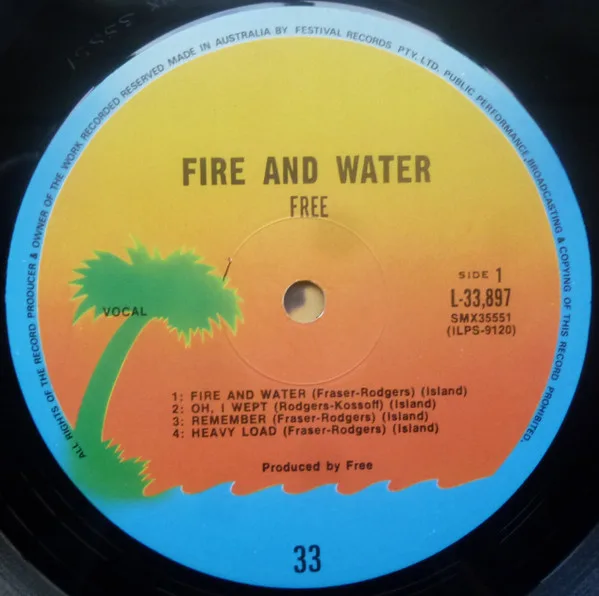 ALL RIGHTS OF THE RECORD PRODUCER & OWNER OF THE WORK RECORDED RESERVED MADE IN AUSTRALIA BY FESTIVAL RECORDS PTY. LTD. PUBLIC PERFORMANCE, BROADCASTING & COPYING OF THIS RECORD PROHIBITED.
FIRE AND WATER
FREE
SIDE 1
L-33,897
SMX35551
(ILPS-9120)
VOCAL
1: FIRE AND WATER (Fraser-Rodgers) (Island)
2: OH, I WEPT (Rodgers-Kossoff) (Island)
3: REMEMBER (Fraser-Rodgers) (Island)
4: HEAVY LOAD (Fraser-Rodgers) (Island)
Produced by Free
33